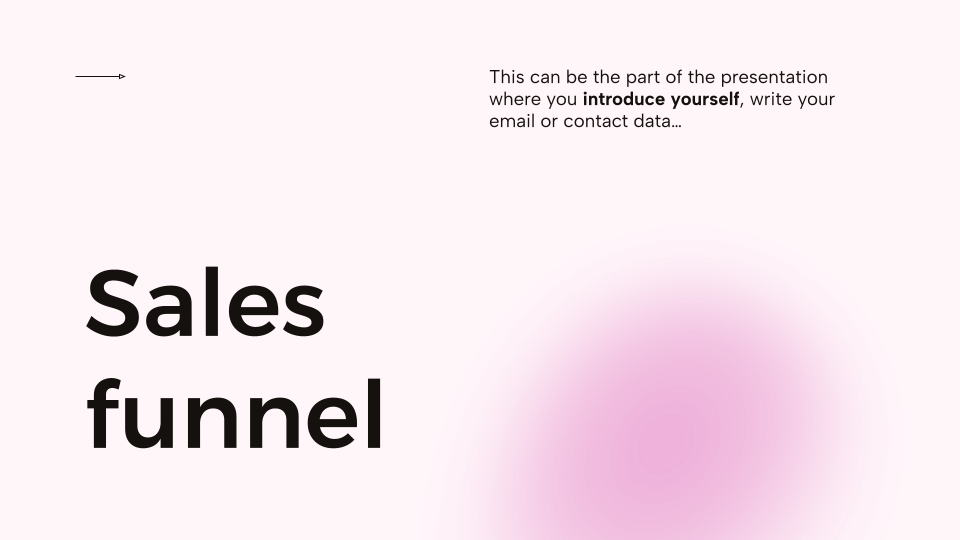 This can be the part of the presentation
where you introduce yourself, write your
email or contact data…
Sales
funnel